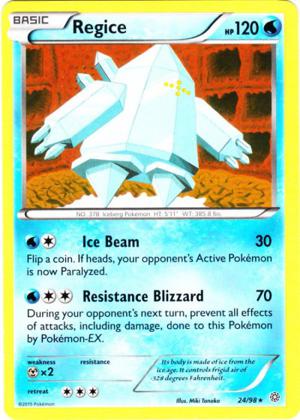 BASIC
Regice
HP 120
NO. 378 Iceberg Pokémon HT: 5'11" WT: 385.8 lbs.
Ice Beam 30
Flip a coin. If heads, your opponent's Active Pokémon
is now Paralyzed.
Resistance Blizzard 70
During your opponent's next turn, prevent all effects
of attacks, including damage, done to this Pokémon
by Pokémon-EX.
weakness resistance
×2
retreat
Its body is made of ice from the
ice age. It controls frigid air of
-328 degrees Fahrenheit.
Illus. Miki Tanaka
24/98 ★
©2015 Pokémon